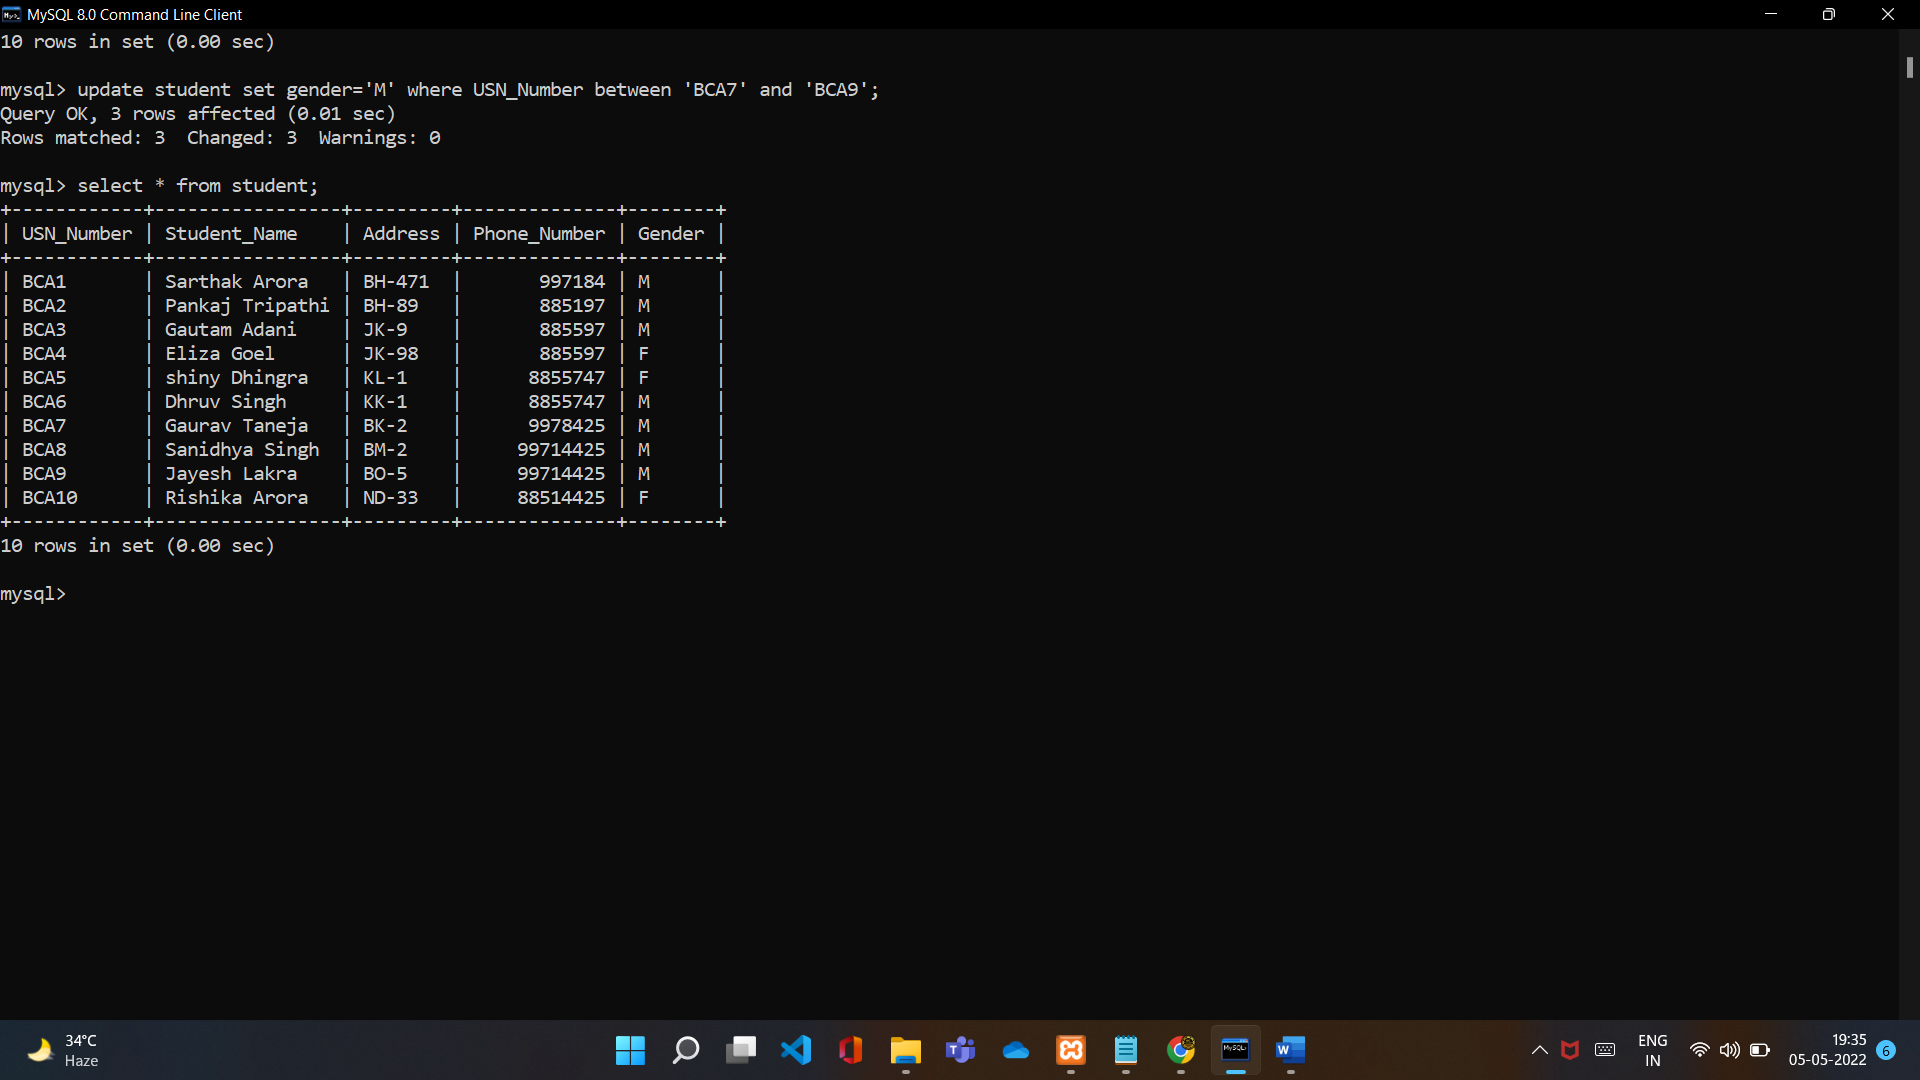 MySQL 8.0 Command Line Client
10 rows in set (0.00 sec)
mysql> update student set gender='M' where USN_Number between 'BCA7' and 'BCA9';
Query OK, 3 rows affected (0.01 sec)
Rows matched: 3  Changed: 3  Warnings: 0
mysql> select * from student;
+------------+-----------------+---------+--------------+--------+
| USN_Number | Student_Name    | Address | Phone_Number | Gender |
+------------+-----------------+---------+--------------+--------+
| BCA1       | Sarthak Arora   | BH-471  |       997184 | M      |
| BCA2       | Pankaj Tripathi | BH-89   |       885197 | M      |
| BCA3       | Gautam Adani    | JK-9    |       885597 | M      |
| BCA4       | Eliza Goel      | JK-98   |       885597 | F      |
| BCA5       | shiny Dhingra   | KL-1    |      8855747 | F      |
| BCA6       | Dhruv Singh     | KK-1    |      8855747 | M      |
| BCA7       | Gaurav Taneja   | BK-2    |      9978425 | M      |
| BCA8       | Sanidhya Singh  | BM-2    |     99714425 | M      |
| BCA9       | Jayesh Lakra    | BO-5    |     99714425 | M      |
| BCA10      | Rishika Arora   | ND-33   |     88514425 | F      |
+------------+-----------------+---------+--------------+--------+
10 rows in set (0.00 sec)
mysql>
34°C
Haze
ENG
IN
19:35
05-05-2022
6